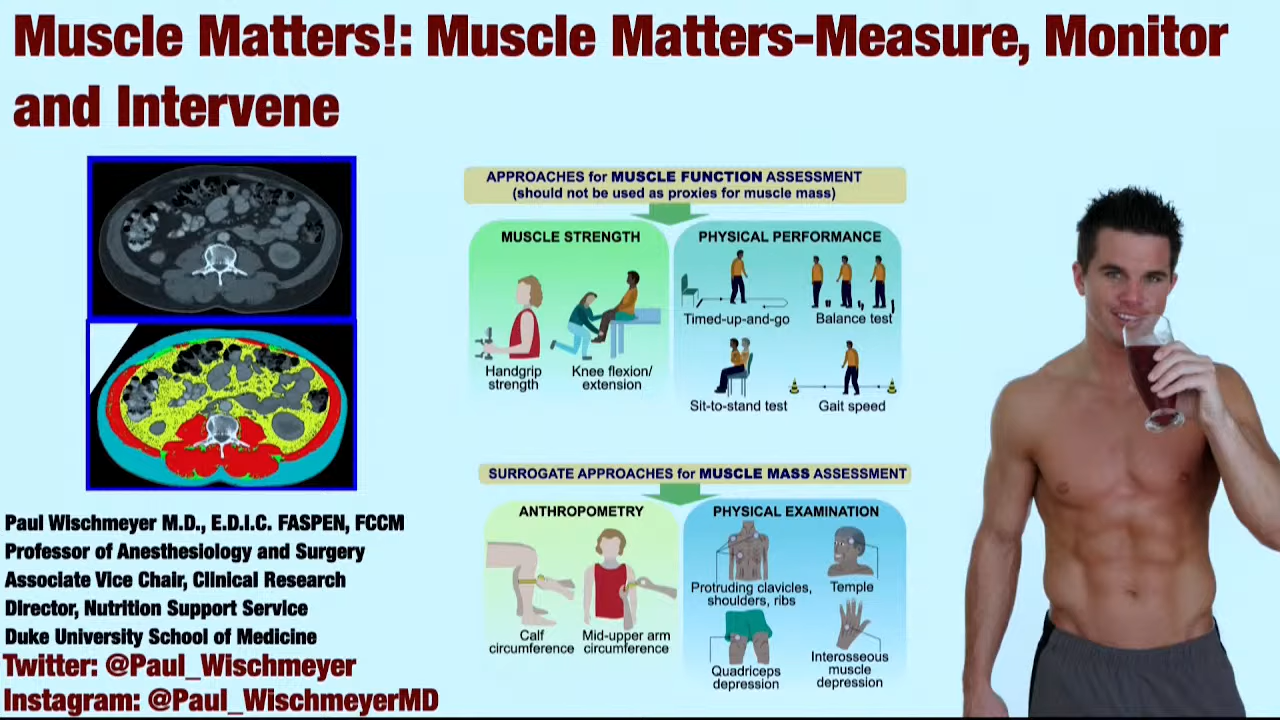 Muscle Matters!: Muscle Matters-Measure, Monitor
and Intervene
APPROACHES for MUSCLE FUNCTION ASSESSMENT
(should not be used as proxies for muscle mass)
MUSCLE STRENGTH
Handgrip
strength
Knee flexion/
extension
PHYSICAL PERFORMANCE
Timed-up-and-go
Balance test
Sit-to-stand test
Gait speed
SURROGATE APPROACHES for MUSCLE MASS ASSESSMENT
ANTHROPOMETRY
Calf
circumference
Mid-upper arm
circumference
PHYSICAL EXAMINATION
Protruding clavicles,
shoulders, ribs
Temple
Quadriceps
depression
Interosseous
muscle
depression
Paul Wischmeyer M.D., E.D.I.C. FASPEN, FCCM
Professor of Anesthesiology and Surgery
Associate Vice Chair, Clinical Research
Director, Nutrition Support Service
Duke University School of Medicine
Twitter: @Paul_Wischmeyer
Instagram: @Paul_WischmeyerMD